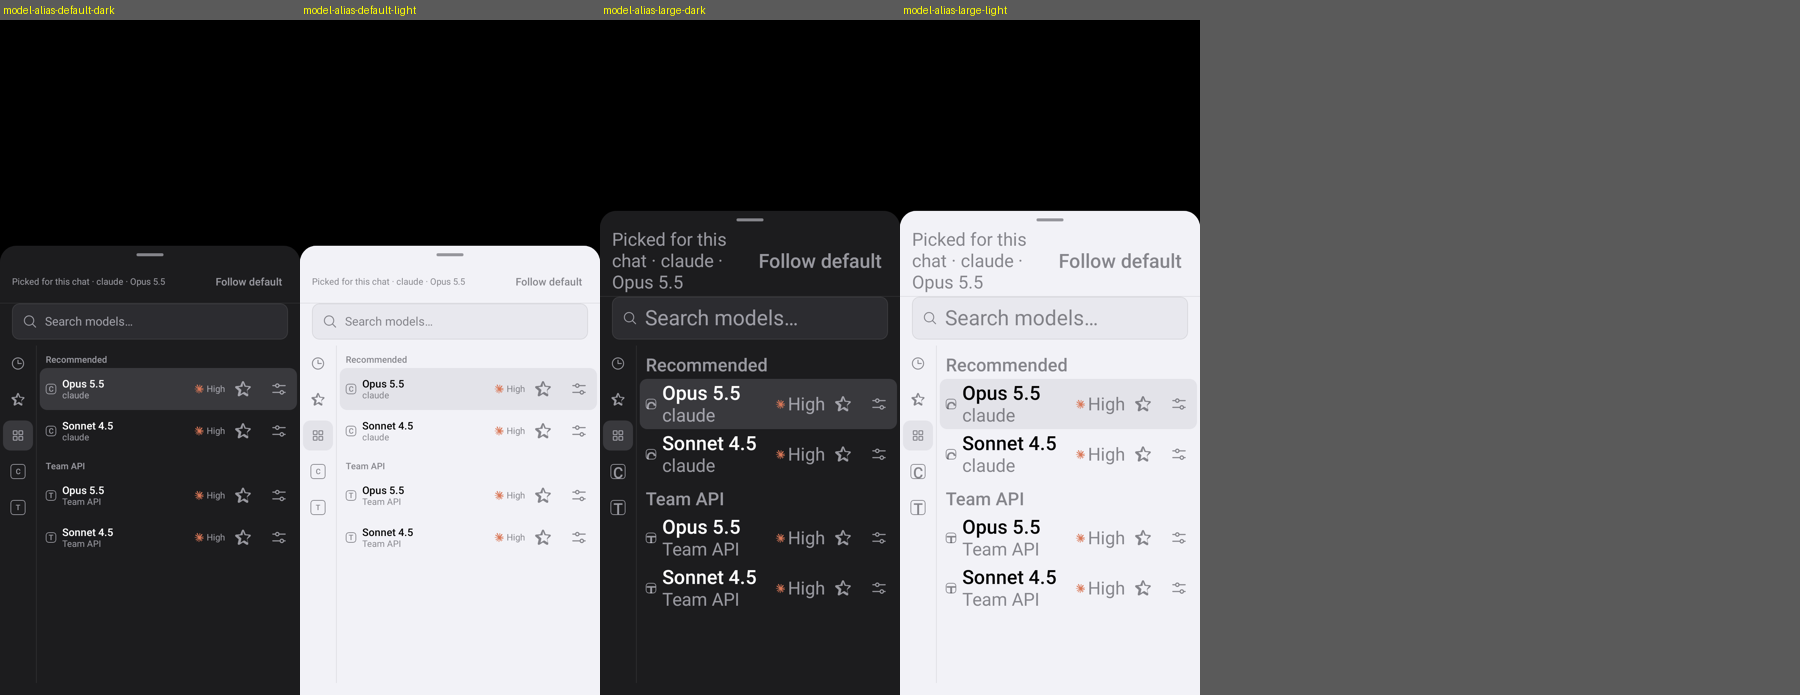 model-alias-default-dark
Picked for this chat · claude · Opus 5.5
Follow default
Search models...
Recommended
C Opus 5.5 High
claude
C Sonnet 4.5 High
claude
C
Team API
T Opus 5.5 High
Team API
T
T Sonnet 4.5 High
Team API
model-alias-default-light
Picked for this chat · claude · Opus 5.5
Follow default
Search models...
Recommended
C Opus 5.5 High
claude
C Sonnet 4.5 High
claude
C
Team API
T Opus 5.5 High
Team API
T
T Sonnet 4.5 High
Team API
model-alias-large-dark
Picked for this
chat · claude ·
Opus 5.5
Follow default
Search models...
Recommended
Opus 5.5 High
claude
Sonnet 4.5 High
claude
C
Team API
T
Opus 5.5 High
Team API
Sonnet 4.5 High
Team API
model-alias-large-light
Picked for this
chat · claude ·
Opus 5.5
Follow default
Search models...
Recommended
Opus 5.5 High
claude
Sonnet 4.5 High
claude
C
Team API
T
Opus 5.5 High
Team API
Sonnet 4.5 High
Team API